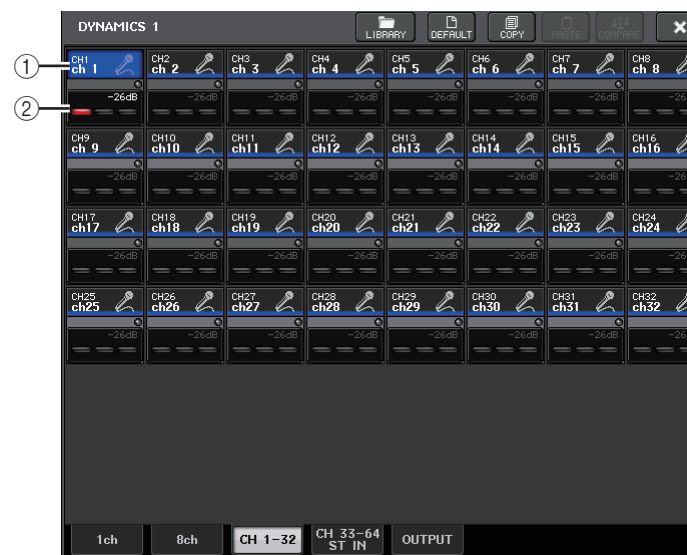 DYNAMICS 1
LIBRARY DEFAULT COPY PASTE COMPARE
① CH1 CH2 CH3 CH4 CH5 CH6 CH7 CH8
ch 1 ch 2 ch 3 ch 4 ch 5 ch 6 ch 7 ch 8
② -26dB -26dB -26dB -26dB -26dB -26dB -26dB -26
CH9 CH10 CH11 CH12 CH13 CH14 CH15 CH16
ch 9 ch10 ch11 ch12 ch13 ch14 ch15 ch16
-26dB -26dB -26dB -26dB -26dB -26dB -26dB -26
CH17 CH18 CH19 CH20 CH21 CH22 CH23 CH24
ch17 ch18 ch19 ch20 ch21 ch22 ch23 ch24
-26dB -26dB -26dB -26dB -26dB -26dB -26dB -26
CH25 CH26 CH27 CH28 CH29 CH30 CH31 CH32
ch25 ch26 ch27 ch28 ch29 ch30 ch31 ch32
-26dB -26dB -26dB -26dB -26dB -26dB -26dB -26
1ch 8ch CH 1-32 CH 33-64 OUTPUT
ST IN